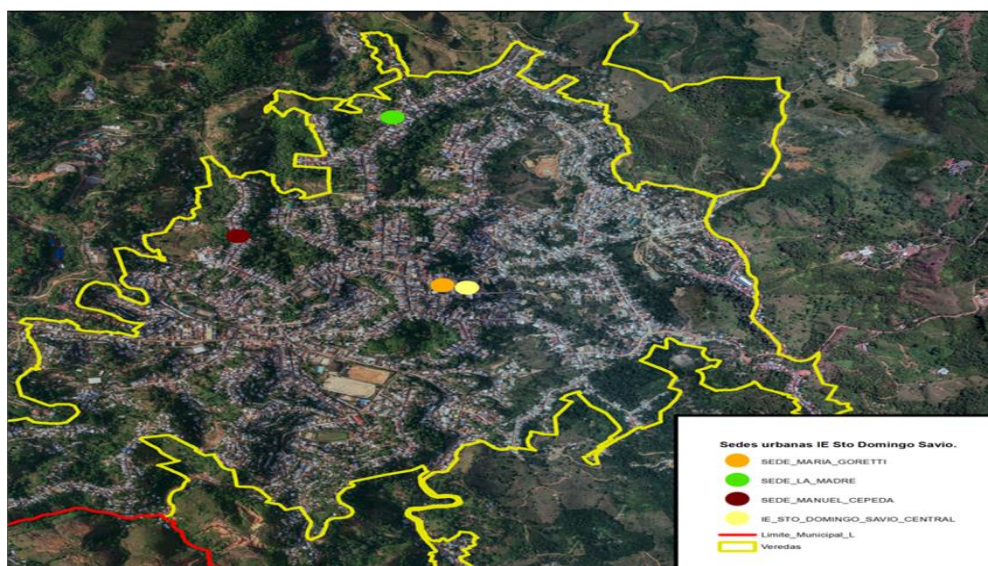 Sedes urbanas IE Sto Domingo Savio.
SEDE_MARIA_GORETTI
SEDE_LA_MADRE
SEDE_MANUEL_CEPEDA
IE_STO_DOMINGO_SAVIO_CENTRAL
Limite_Municipal_L
Veredas